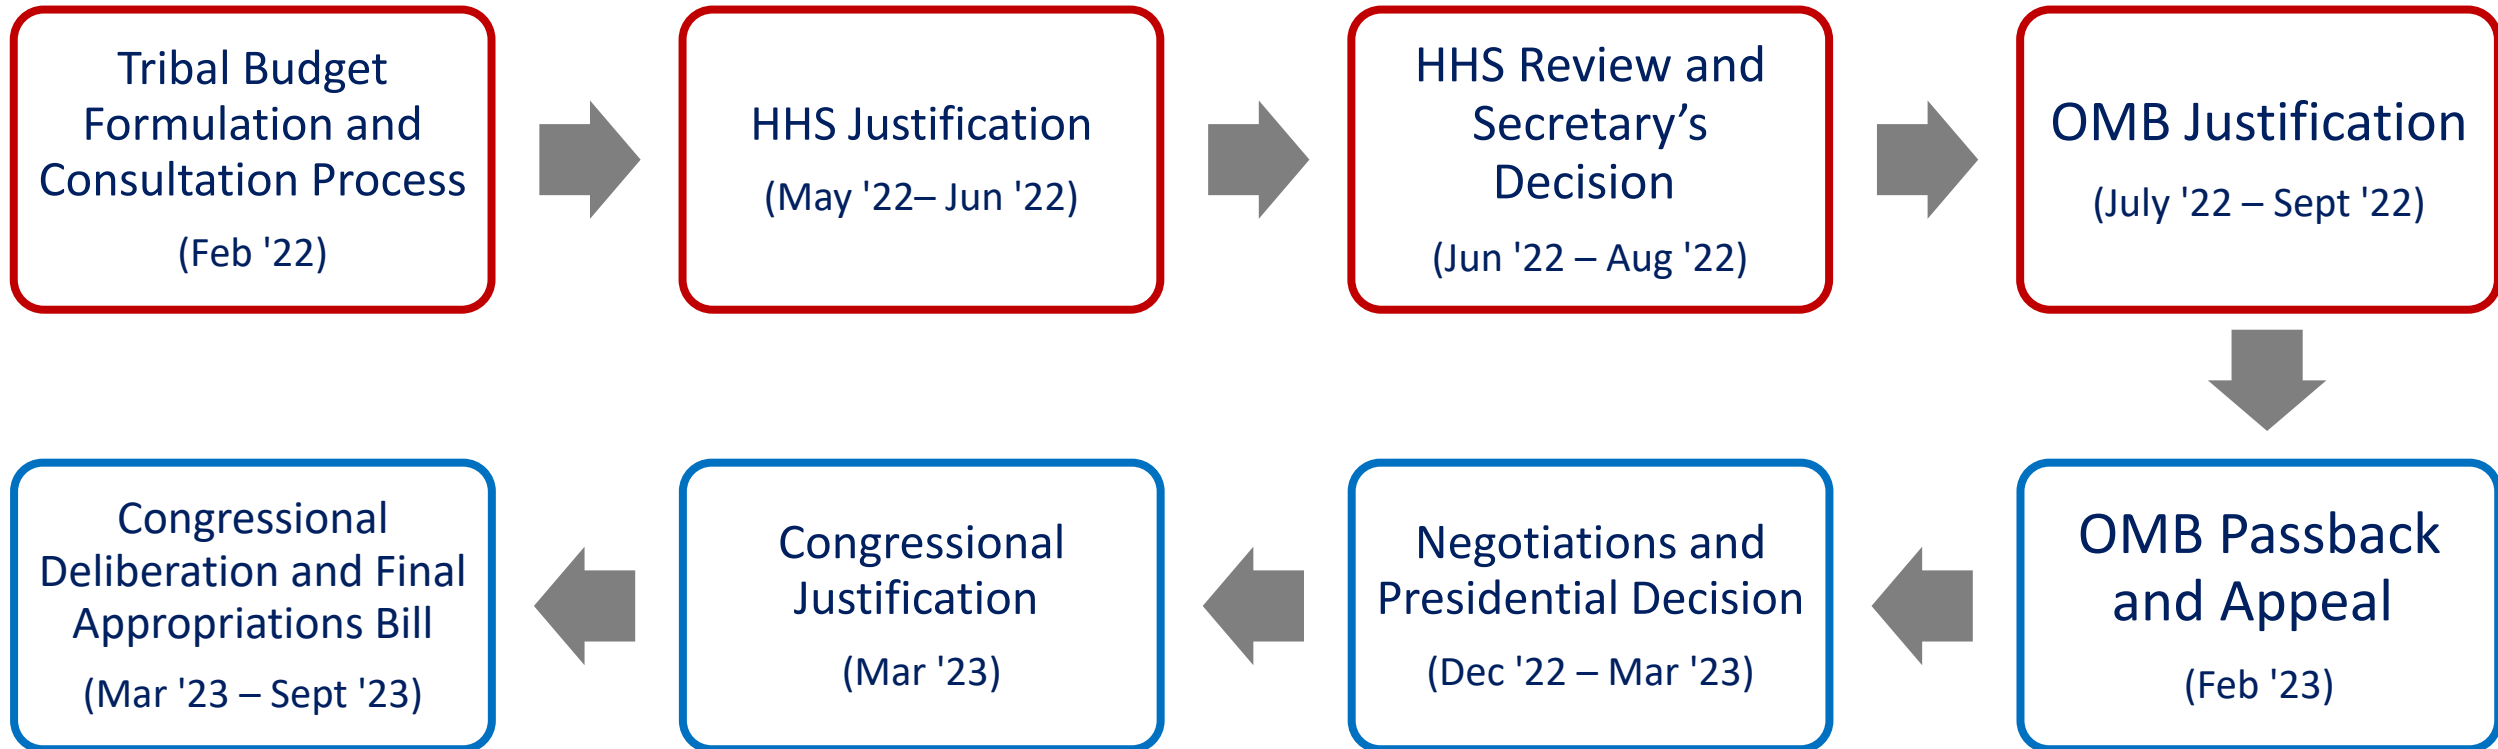 Tribal Budget
Formulation and
Consultation Process
(Feb '22)
HHS Justification
(May '22– Jun '22)
HHS Review and
Secretary’s
Decision
(Jun '22 – Aug '22)
OMB Justification
(July '22 – Sept '22)
OMB Passback
and Appeal
(Feb '23)
Negotiations and
Presidential Decision
(Dec '22 – Mar '23)
Congressional
Justification
(Mar '23)
Congressional
Deliberation and Final
Appropriations Bill
(Mar '23 – Sept '23)